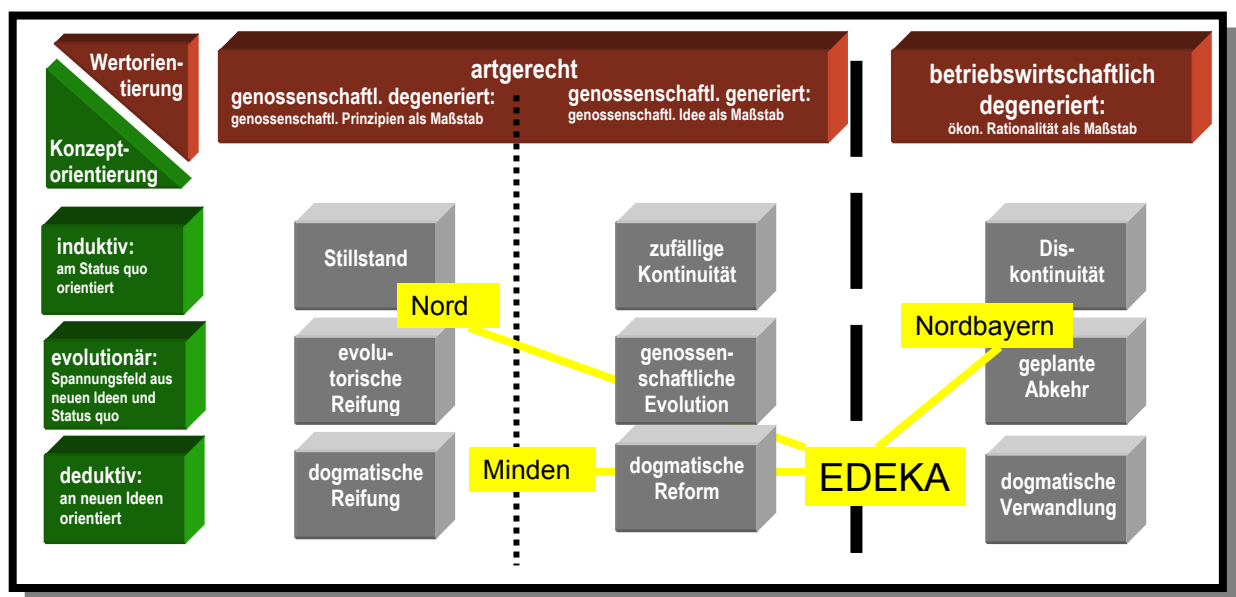 Wertorien-
tierung
Konzept-
orientierung
artgerecht
genossenschaftl. degeneriert:
genossenschaftl. Prinzipien als Maßstab
genossenschaftl. generiert:
genossenschaftl. Idee als Maßstab
betriebswirtschaftlich
degeneriert:
ökon. Rationalität als Maßstab
induktiv:
am Status quo
orientiert
Stillstand
zufällige
Kontinuität
Dis-
kontinuität
Nord
Nordbayern
evolutionär:
Spannungsfeld aus
neuen Ideen und
Status quo
evolu-
torische
Reifung
genossen-
schaftliche
Evolution
geplante
Abkehr
deduktiv:
an neuen Ideen
orientiert
dogmatische
Reifung
Minden
dogmatische
Reform
EDEKA
dogmatische
Verwandlung